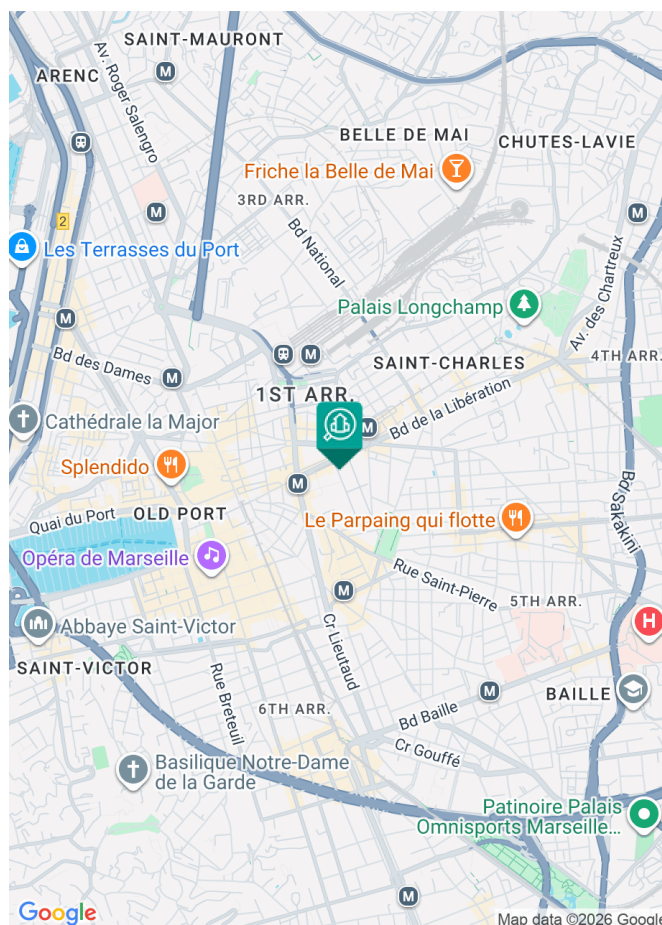 SAINT-MAURONT
ARENC
Av. Roger Salengro
BELLE DE MAI
CHUTES-LAVIE
Friche la Belle de Mai
3RD ARR.
2
Bd National
Les Terrasses du Port
Av. des Chartreux
Palais Longchamp
4TH ARR.
Bd des Dames
SAINT-CHARLES
1ST ARR.
Cathédrale la Major
Bd de la Libération
Splendido
Bd Sakakini
Quai du Port
OLD PORT
Le Parpaing qui flotte
Opéra de Marseille
Rue Saint-Pierre
5TH ARR.
Abbaye Saint-Victor
Cr Lieutaud
H
SAINT-VICTOR
Rue Breteuil
BAILLE
6TH ARR.
Bd Baille
Cr Gouffé
Basilique Notre-Dame
de la Garde
Patinoire Palais
Omnisports Marseille...
M
M
M
M
M
M
M
M
M
M
M
Google
Map data ©2026 Google